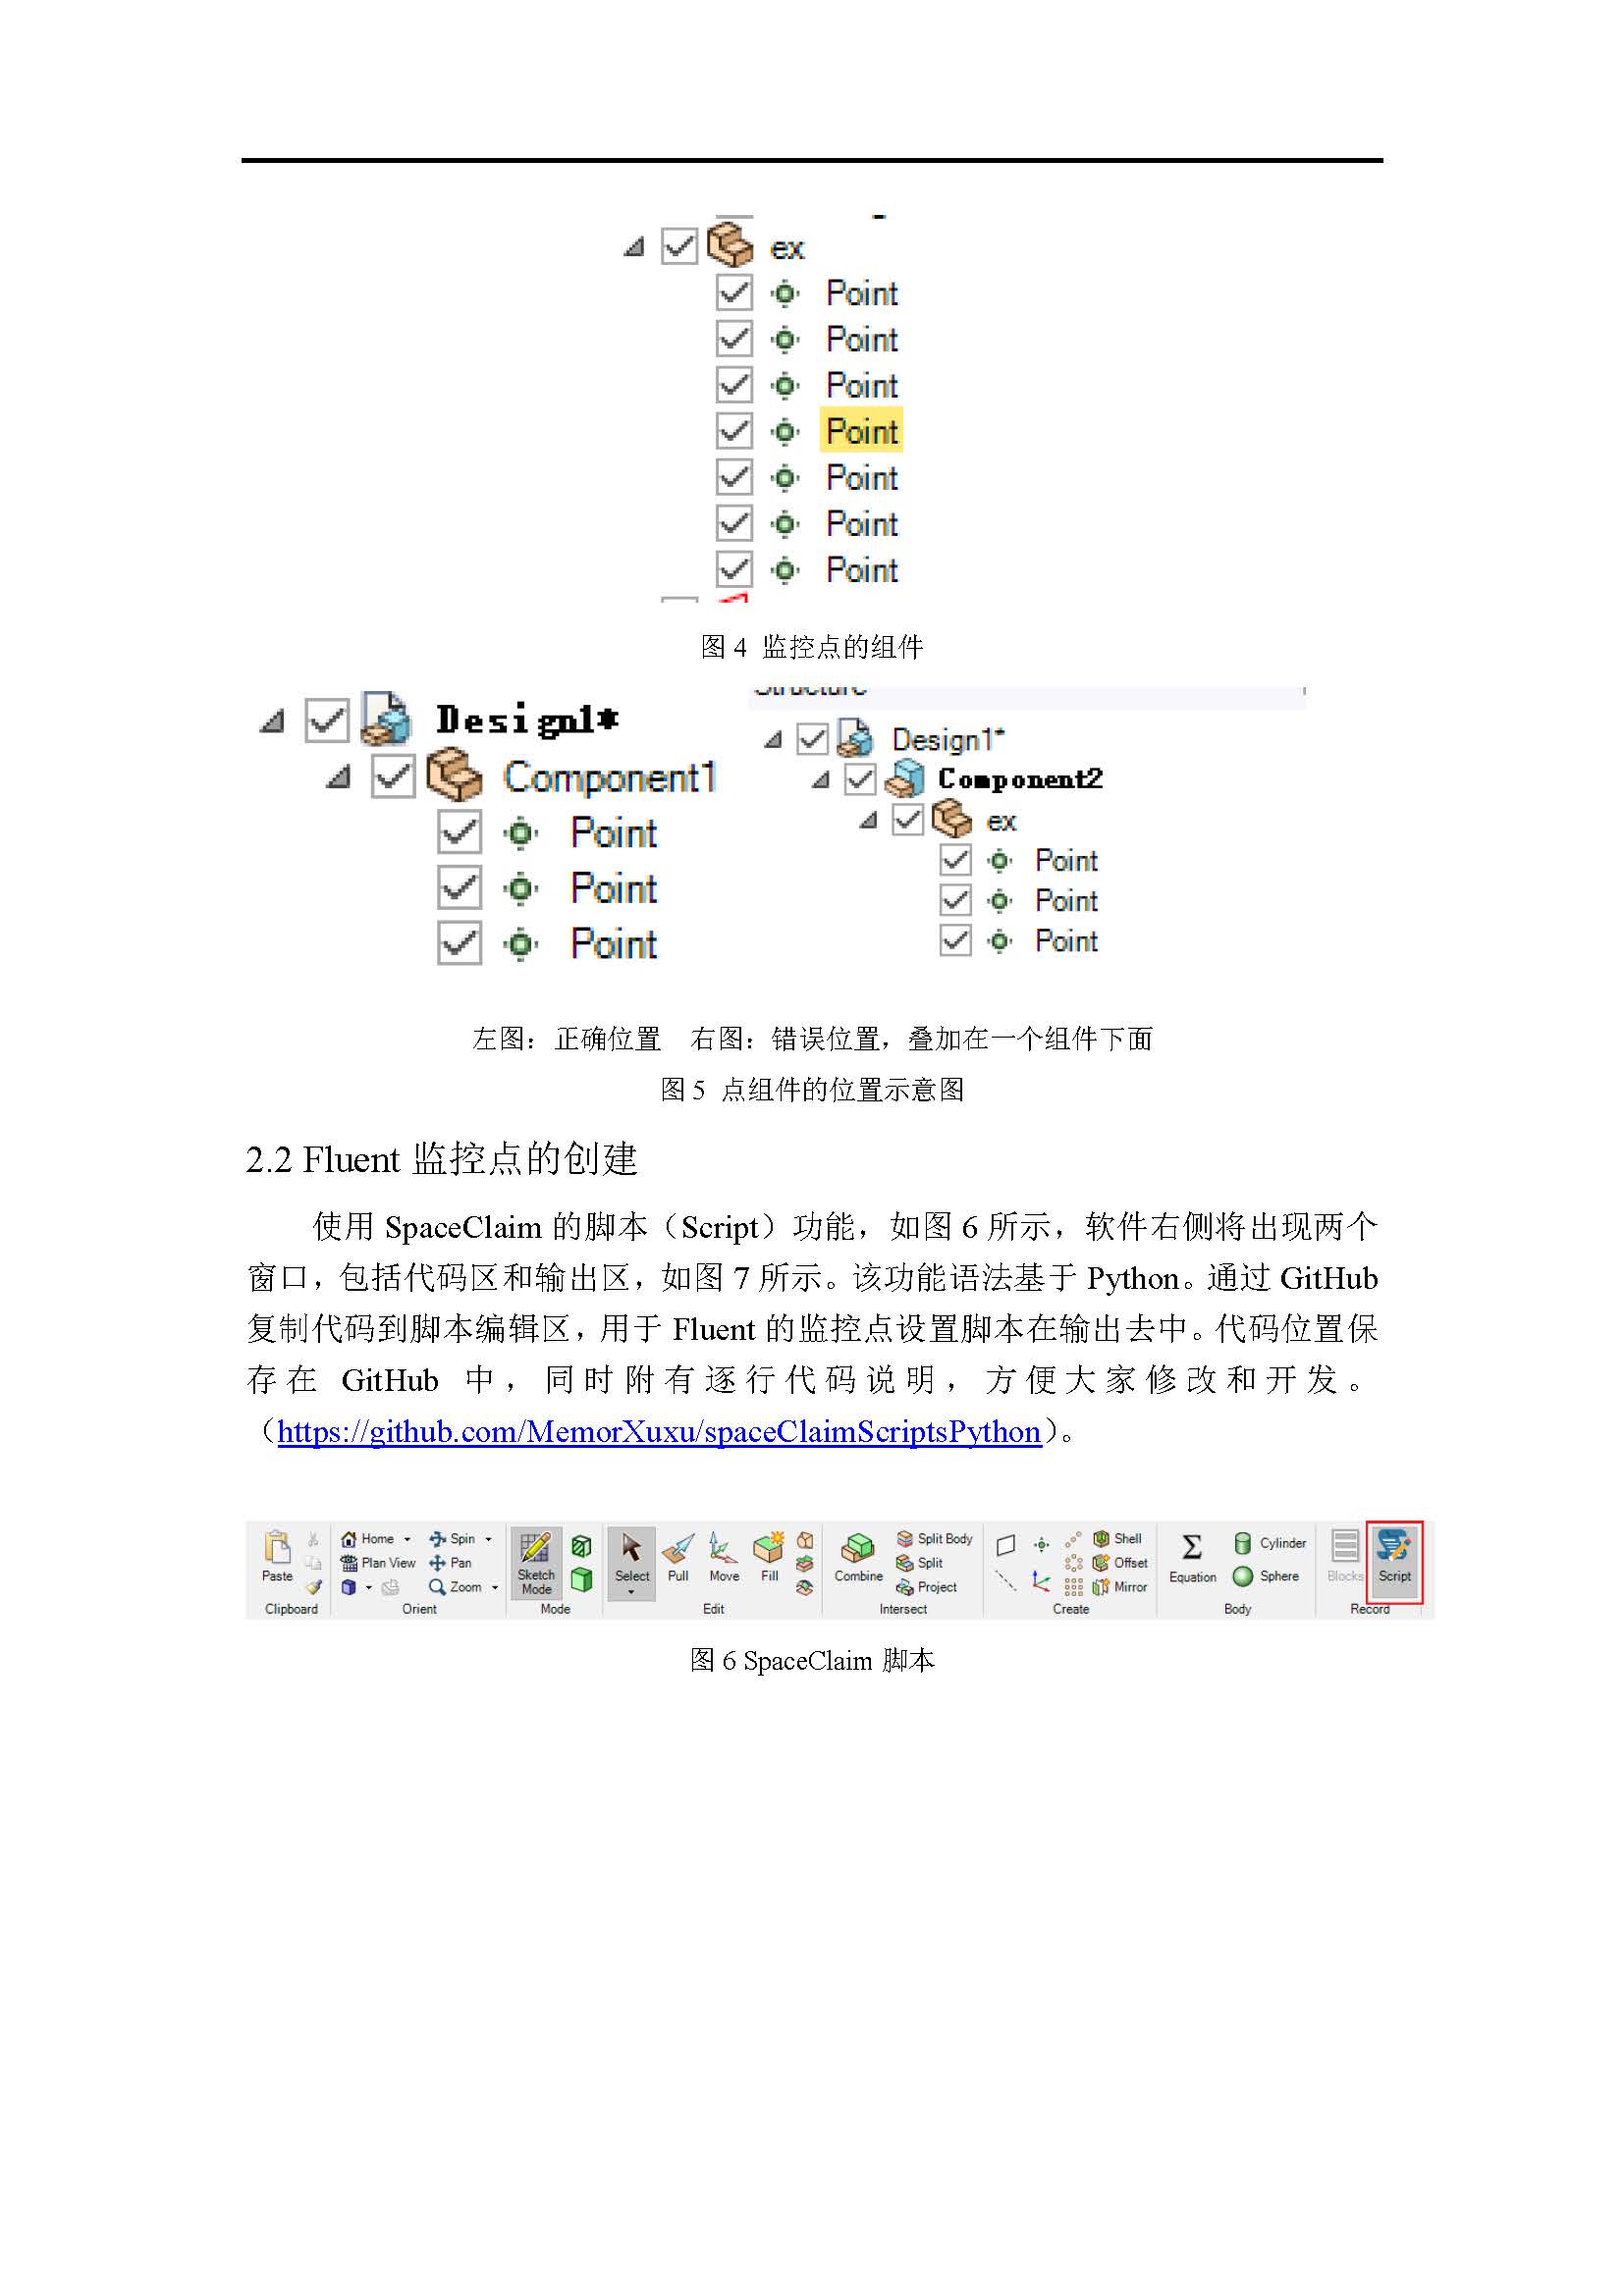 ex
Point
Point
Point
Point
Point
Point
Point
图 4 监控点的组件
Design1*
Component1
Point
Point
Point
Structure
Design1*
Component2
ex
Point
Point
Point
左图：正确位置 右图：错误位置，叠加在一个组件下面
图 5 点组件的位置示意图
2.2 Fluent 监控点的创建
使用 SpaceClaim 的脚本（Script）功能，如图 6 所示，软件右侧将出现两个
窗口，包括代码区和输出区，如图 7 所示。该功能语法基于 Python。通过 GitHub
复制代码到脚本编辑区，用于 Fluent 的监控点设置脚本在输出去中。代码位置保
存在 GitHub 中，同时附有逐行代码说明，方便大家修改和开发。
（https://github.com/MemorXuxu/spaceClaimScriptsPython）。
Home Spin Split Body Shell Cylinder
Plan View Pan Split Offset
Paste Sketch Mode Select Pull Move Fill Combine Equation Sphere Blocks Script
Zoom Project Mirror
Clipboard Orient Mode Edit Intersect Create Body Record
图 6 SpaceClaim 脚本